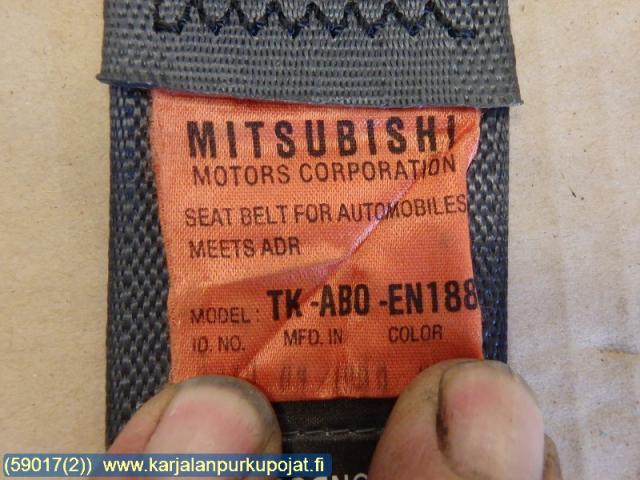 MITSUBISHI
MOTORS CORPORATION
SEAT BELT FOR AUTOMOBILES
MEETS ADR
MODEL: TK-ABO-EN188
ID. NO. MFD. IN COLOR
(59017(2)) www.karjalanpurkupojat.fi